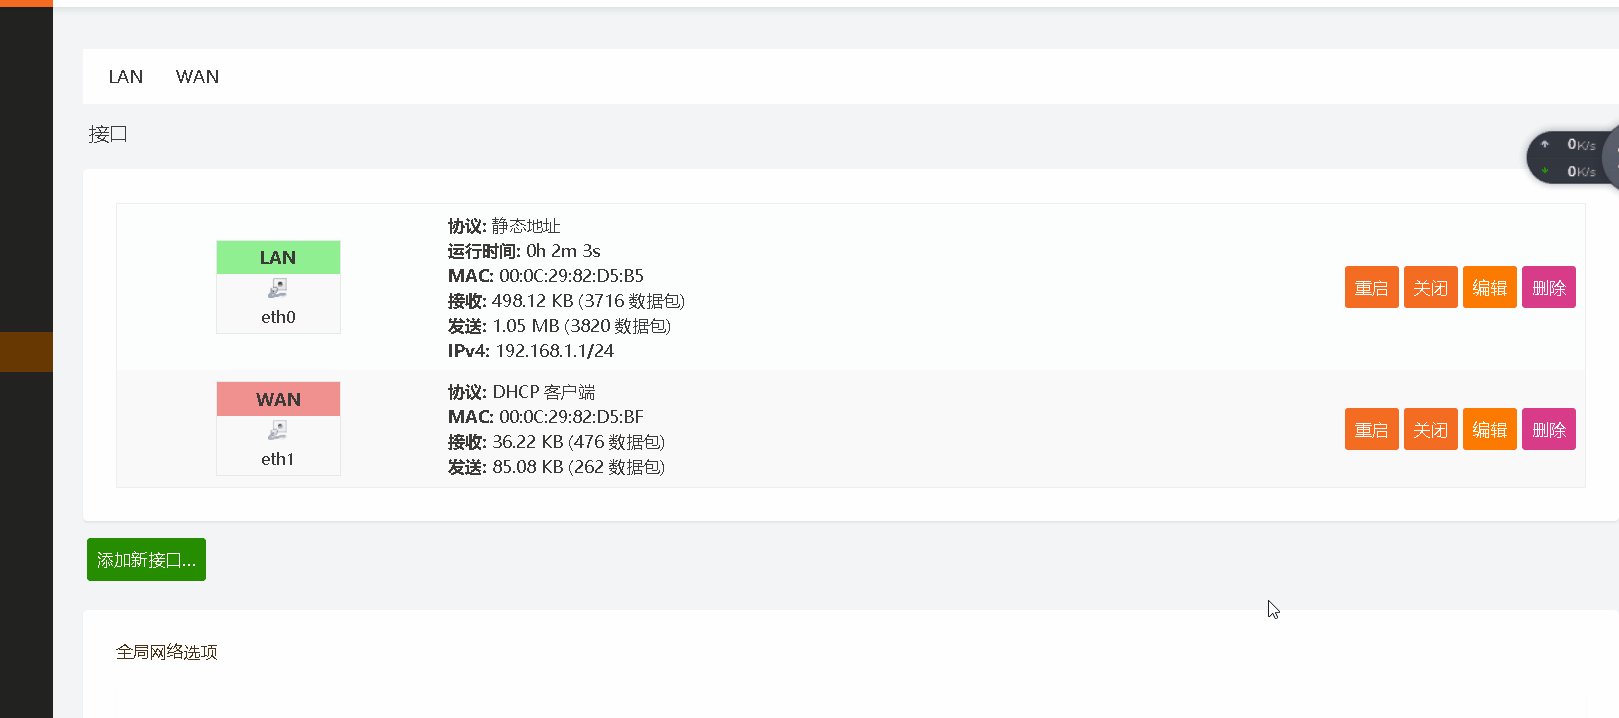 LAN WAN
接口
0K/s
0K/s
LAN
eth0
协议: 静态地址
运行时间: 0h 2m 3s
MAC: 00:0C:29:82:D5:B5
接收: 498.12 KB (3716 数据包)
发送: 1.05 MB (3820 数据包)
IPv4: 192.168.1.1/24
重启 关闭 编辑 删除
WAN
eth1
协议: DHCP 客户端
MAC: 00:0C:29:82:D5:BF
接收: 36.22 KB (476 数据包)
发送: 85.08 KB (262 数据包)
重启 关闭 编辑 删除
添加新接口...
全局网络选项